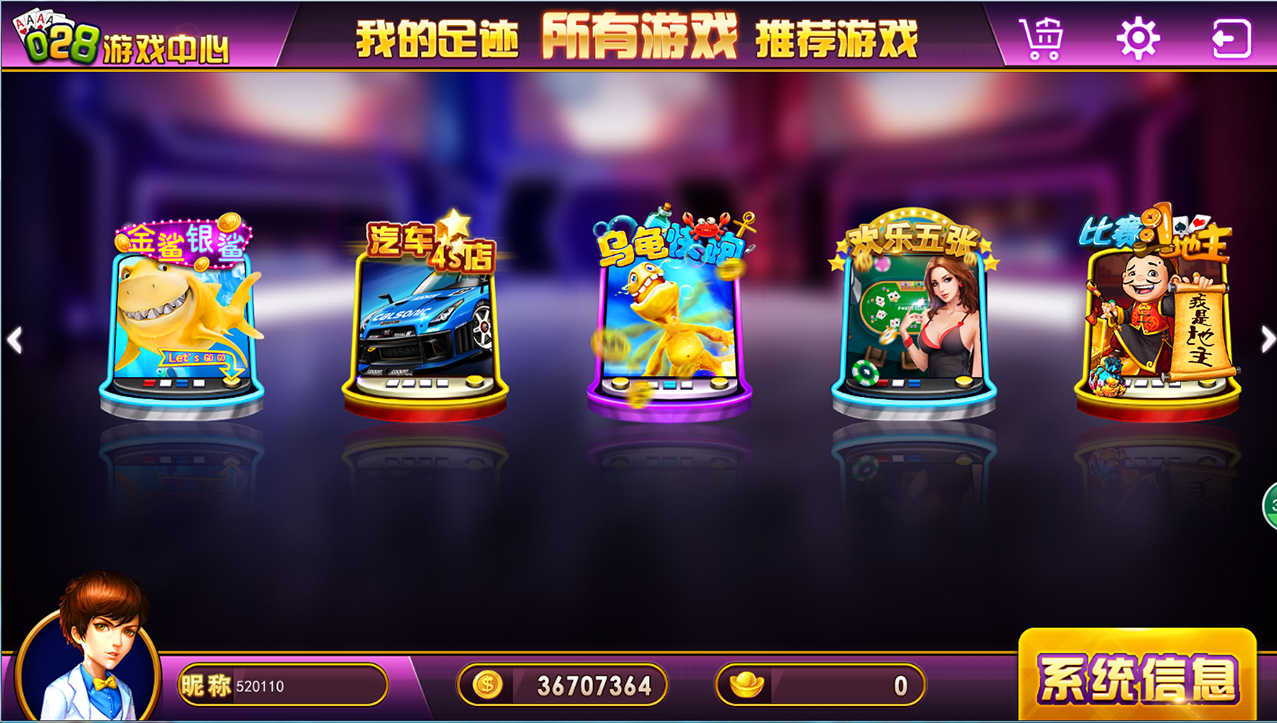 028游戏中心
我的足迹 所有游戏 推荐游戏
金鲨银鲨
Let's GO GO
汽车4s店
CALSONIC
乌龟快跑
欢乐五张
比赛斗地主
我是地主
昵称 520110
36707364
0
系统信息